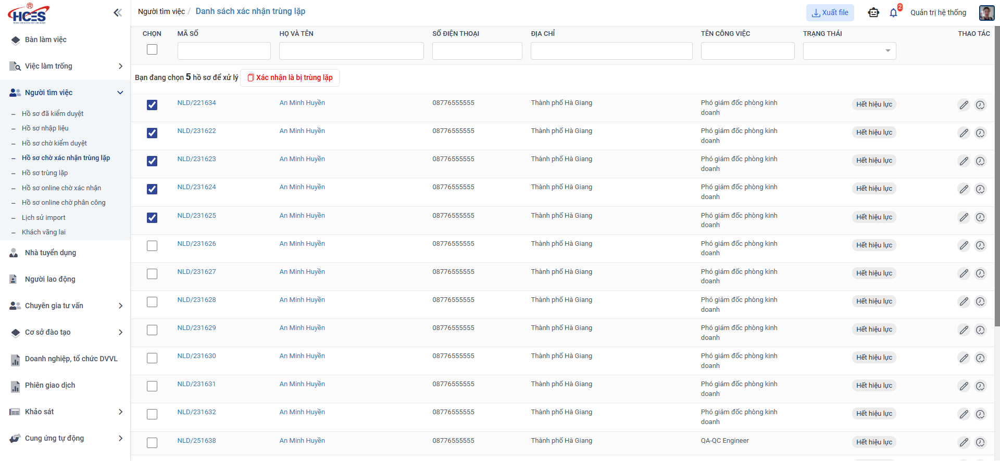 HCES
Người tìm việc / Danh sách xác nhận trùng lặp
Xuất file
2
Quản trị hệ thống
Bàn làm việc
Việc làm trống
Người tìm việc
– Hồ sơ đã kiểm duyệt
– Hồ sơ nhập liệu
– Hồ sơ chờ kiểm duyệt
– Hồ sơ chờ xác nhận trùng lặp
– Hồ sơ trùng lặp
– Hồ sơ online chờ xác nhận
– Hồ sơ online chờ phân công
– Lịch sử import
– Khách vãng lai
Nhà tuyển dụng
Người lao động
Chuyên gia tư vấn
Cơ sở đào tạo
Doanh nghiệp, tổ chức DVVL
Phiên giao dịch
Khảo sát
Cung ứng tự động
CHỌN MÃ SỐ HỌ VÀ TÊN SỐ ĐIỆN THOẠI ĐỊA CHỈ TÊN CÔNG VIỆC TRẠNG THÁI THAO TÁC
Bạn đang chọn 5 hồ sơ để xử lý Xác nhận là bị trùng lặp
NLD/221634 An Minh Huyền 08776555555 Thành phố Hà Giang Phó giám đốc phòng kinh Hết hiệu lực
doanh
NLD/231622 An Minh Huyền 08776555555 Thành phố Hà Giang Phó giám đốc phòng kinh Hết hiệu lực
doanh
NLD/231623 An Minh Huyền 08776555555 Thành phố Hà Giang Phó giám đốc phòng kinh Hết hiệu lực
doanh
NLD/231624 An Minh Huyền 08776555555 Thành phố Hà Giang Phó giám đốc phòng kinh Hết hiệu lực
doanh
NLD/231625 An Minh Huyền 08776555555 Thành phố Hà Giang Phó giám đốc phòng kinh Hết hiệu lực
doanh
NLD/231626 An Minh Huyền 08776555555 Thành phố Hà Giang Phó giám đốc phòng kinh Hết hiệu lực
doanh
NLD/231627 An Minh Huyền 08776555555 Thành phố Hà Giang Phó giám đốc phòng kinh Hết hiệu lực
doanh
NLD/231628 An Minh Huyền 08776555555 Thành phố Hà Giang Phó giám đốc phòng kinh Hết hiệu lực
doanh
NLD/231629 An Minh Huyền 08776555555 Thành phố Hà Giang Phó giám đốc phòng kinh Hết hiệu lực
doanh
NLD/231630 An Minh Huyền 08776555555 Thành phố Hà Giang Phó giám đốc phòng kinh Hết hiệu lực
doanh
NLD/231631 An Minh Huyền 08776555555 Thành phố Hà Giang Phó giám đốc phòng kinh Hết hiệu lực
doanh
NLD/231632 An Minh Huyền 08776555555 Thành phố Hà Giang Phó giám đốc phòng kinh Hết hiệu lực
doanh
NLD/251638 An Minh Huyền 08776555555 Thành phố Hà Giang QA-QC Engineer Hết hiệu lực